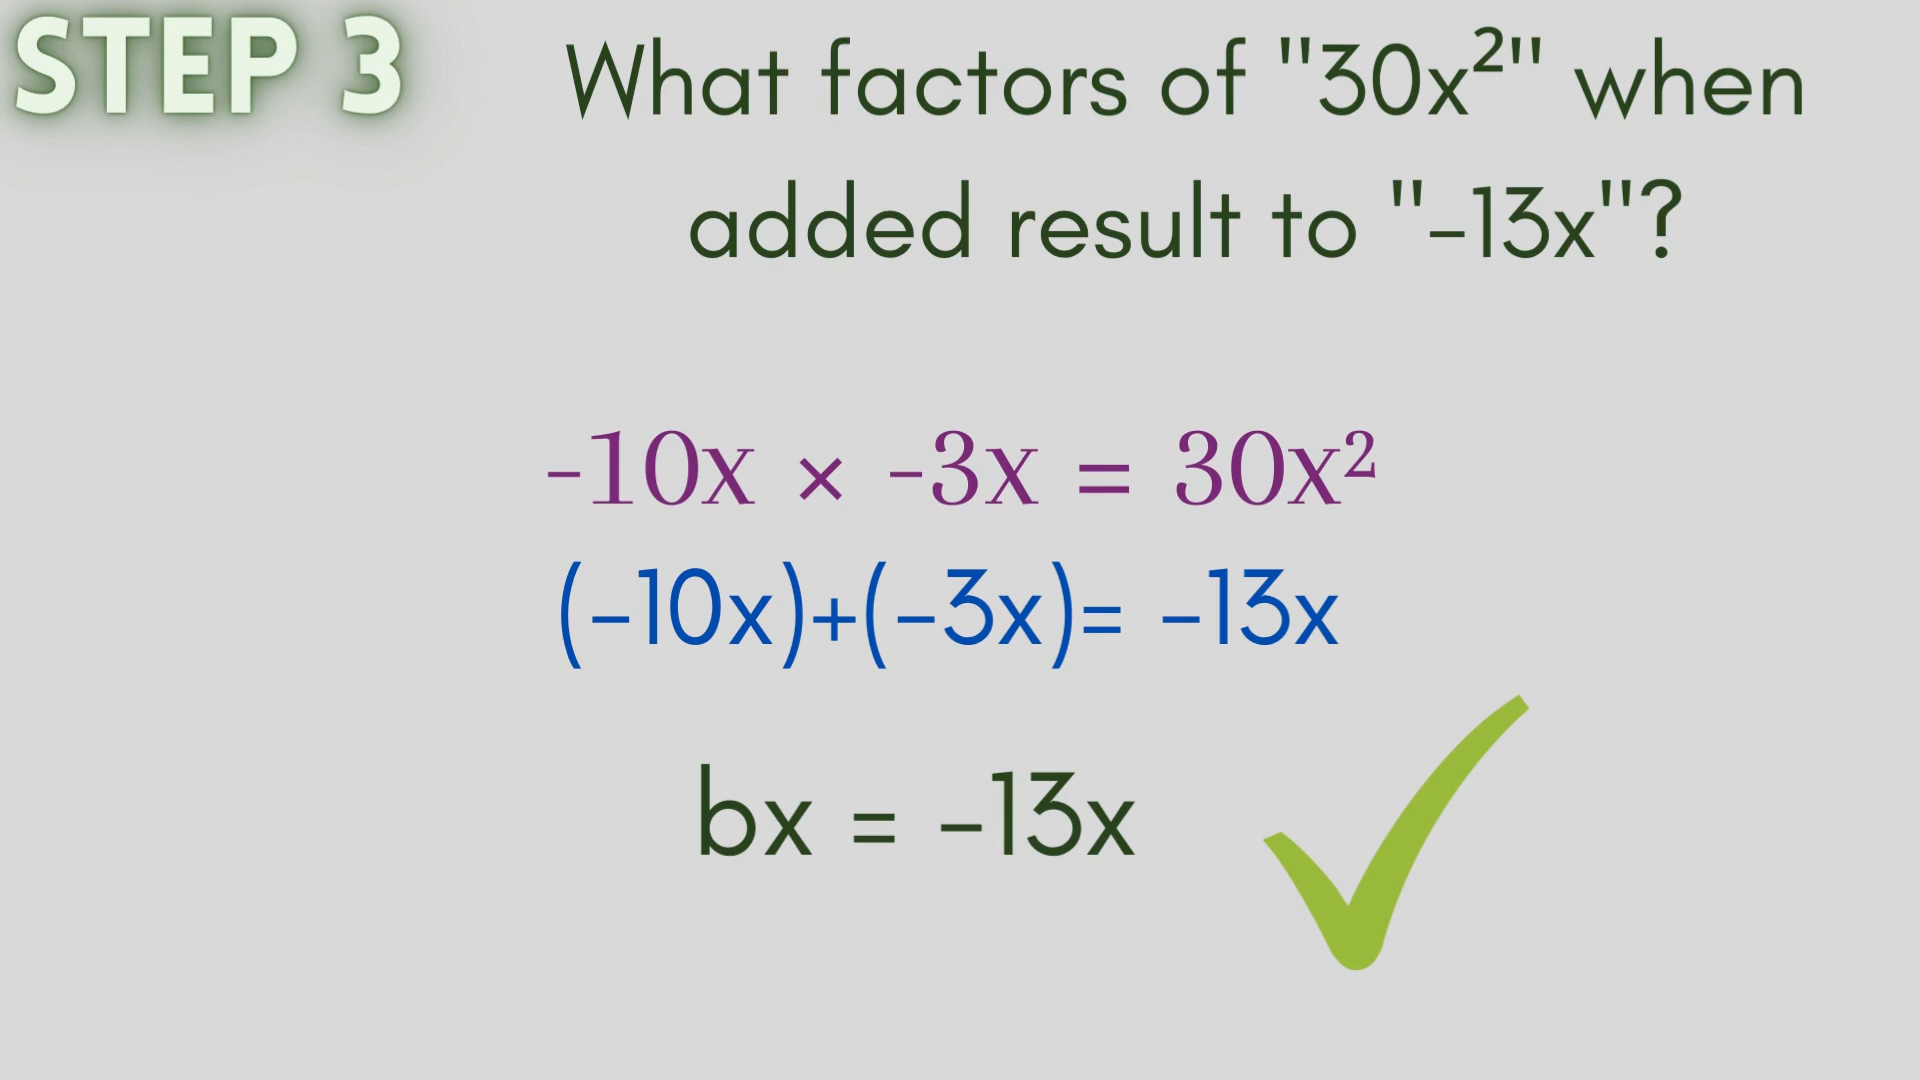 STEP 3
What factors of "30x²" when
added result to "-13x"?
-10x × -3x = 30x²
(-10x)+(-3x)= -13x
bx = -13x